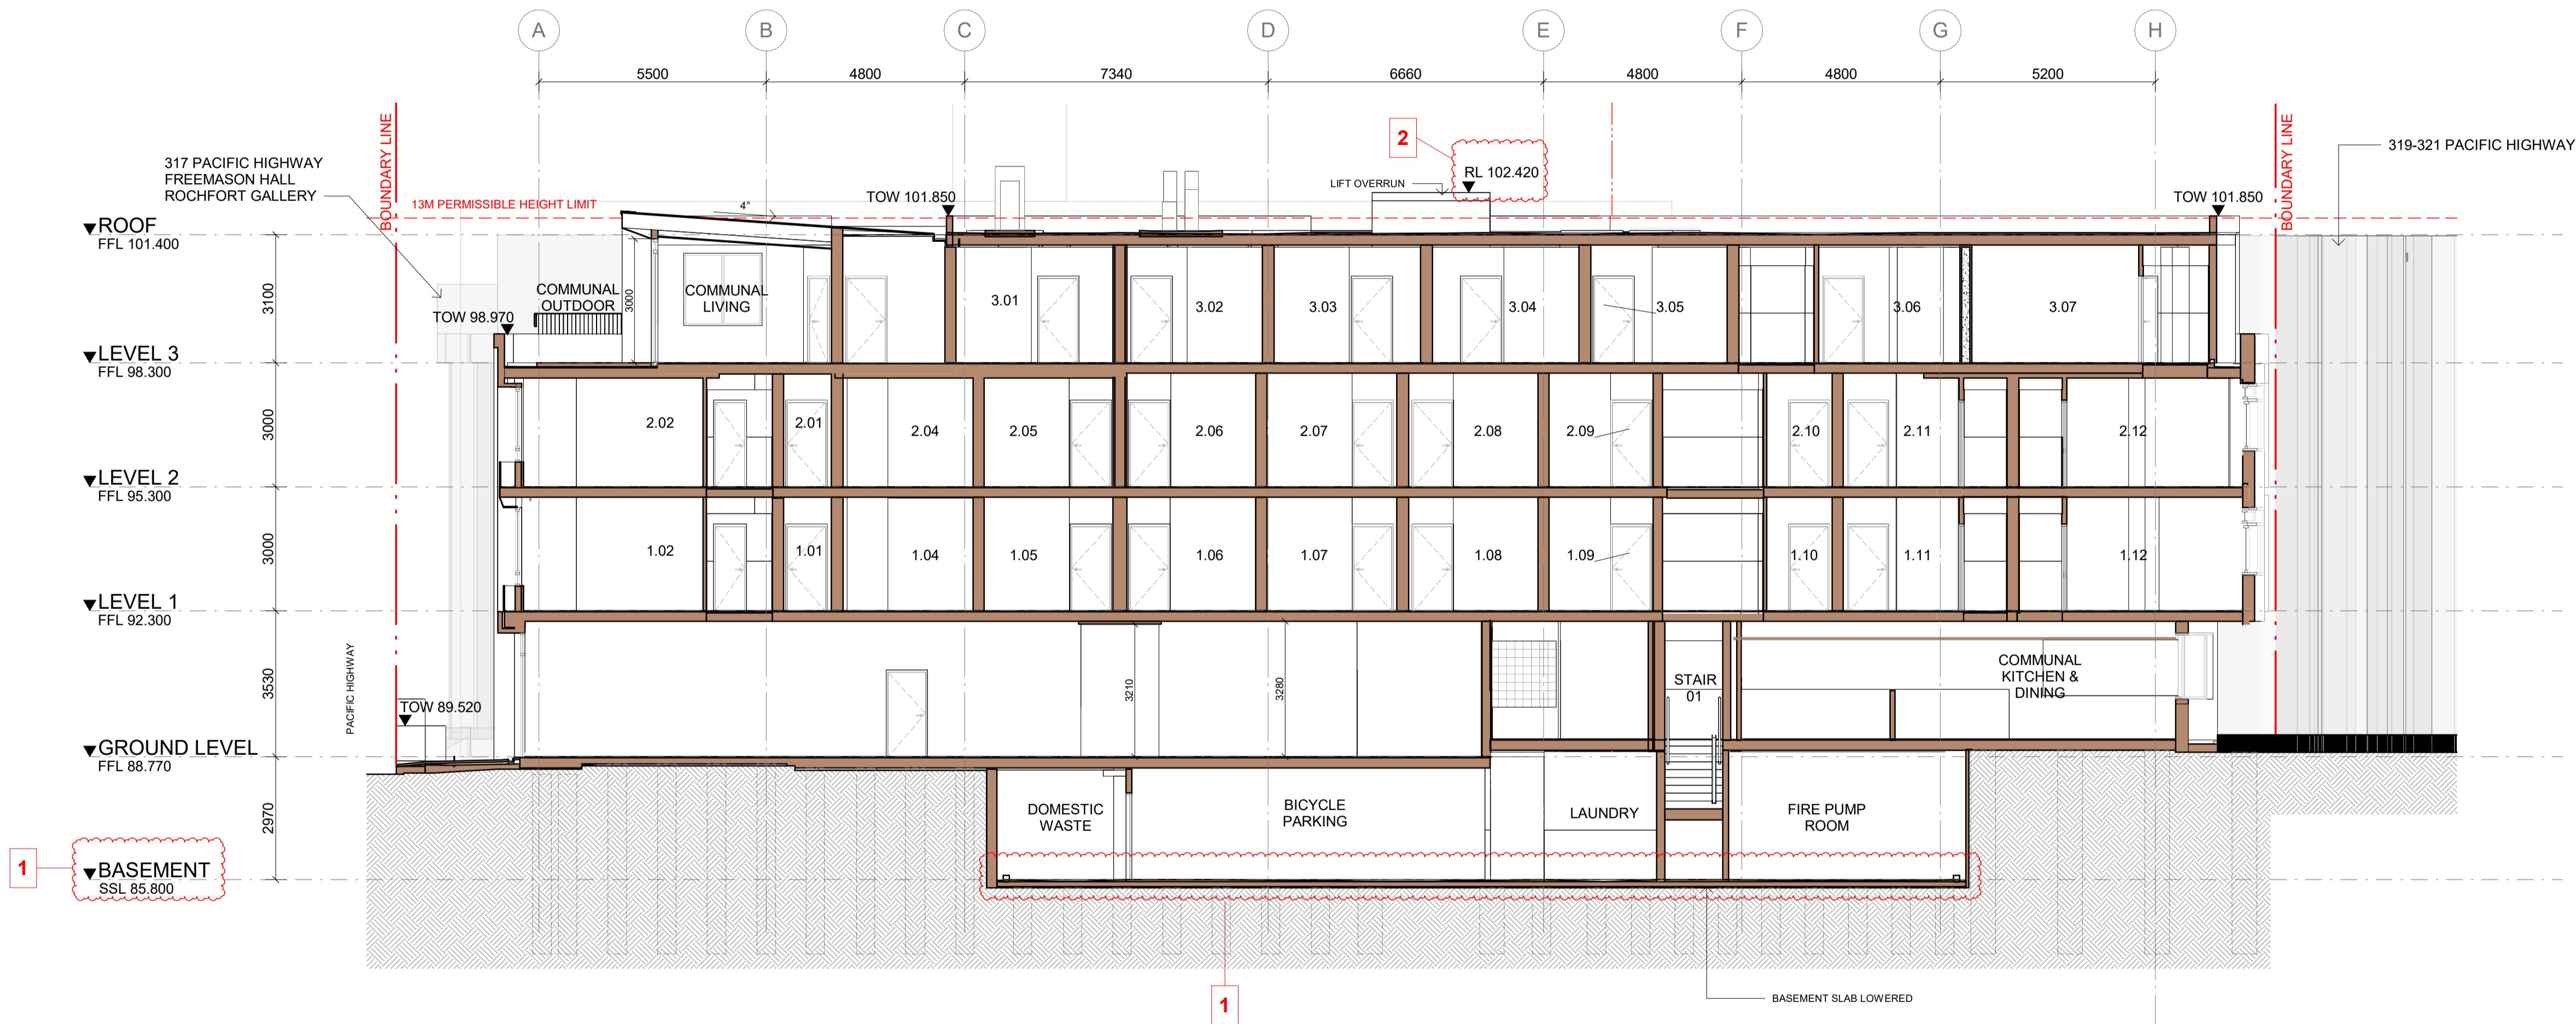 A B C D E F G H
5500 4800 7340 6660 4800 4800 5200
BOUNDARY LINE
BOUNDARY LINE
2
RL 102.420
LIFT OVERRUN
317 PACIFIC HIGHWAY
FREEMASON HALL
ROCHFORT GALLERY
319-321 PACIFIC HIGHWAY
13M PERMISSIBLE HEIGHT LIMIT
4°
TOW 101.850
TOW 101.850
ROOF
FFL 101.400
3100
COMMUNAL
OUTDOOR
3000
COMMUNAL
LIVING
3.01 3.02 3.03 3.04 3.05 3.06 3.07
TOW 98.970
LEVEL 3
FFL 98.300
3000
2.02 2.01 2.04 2.05 2.06 2.07 2.08 2.09 2.10 2.11 2.12
LEVEL 2
FFL 95.300
3000
1.02 1.01 1.04 1.05 1.06 1.07 1.08 1.09 1.10 1.11 1.12
LEVEL 1
FFL 92.300
3530
PACIFIC HIGHWAY
TOW 89.520
3210
3280
STAIR
01
COMMUNAL
KITCHEN &
DINING
GROUND LEVEL
FFL 88.770
2970
DOMESTIC
WASTE
BICYCLE
PARKING
LAUNDRY
FIRE PUMP
ROOM
1
BASEMENT
SSL 85.800
1
BASEMENT SLAB LOWERED